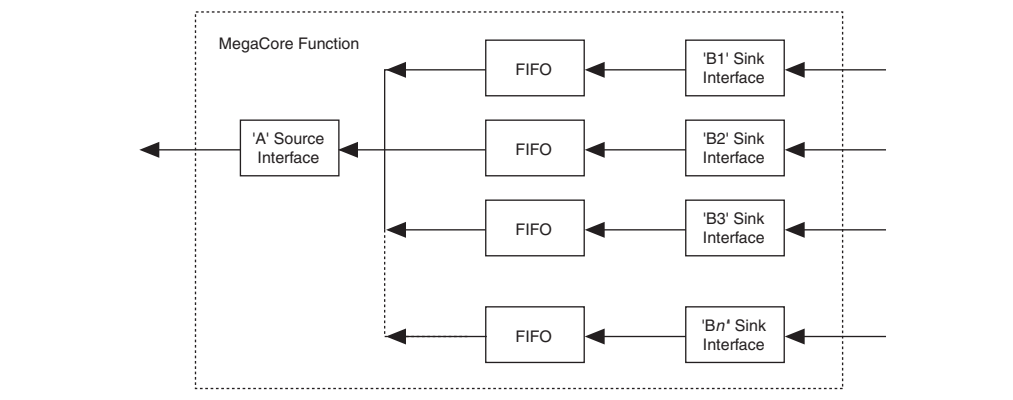 MegaCore Function
FIFO
'B1' Sink
Interface
'A' Source
Interface
FIFO
'B2' Sink
Interface
FIFO
'B3' Sink
Interface
FIFO
'Bn' Sink
Interface